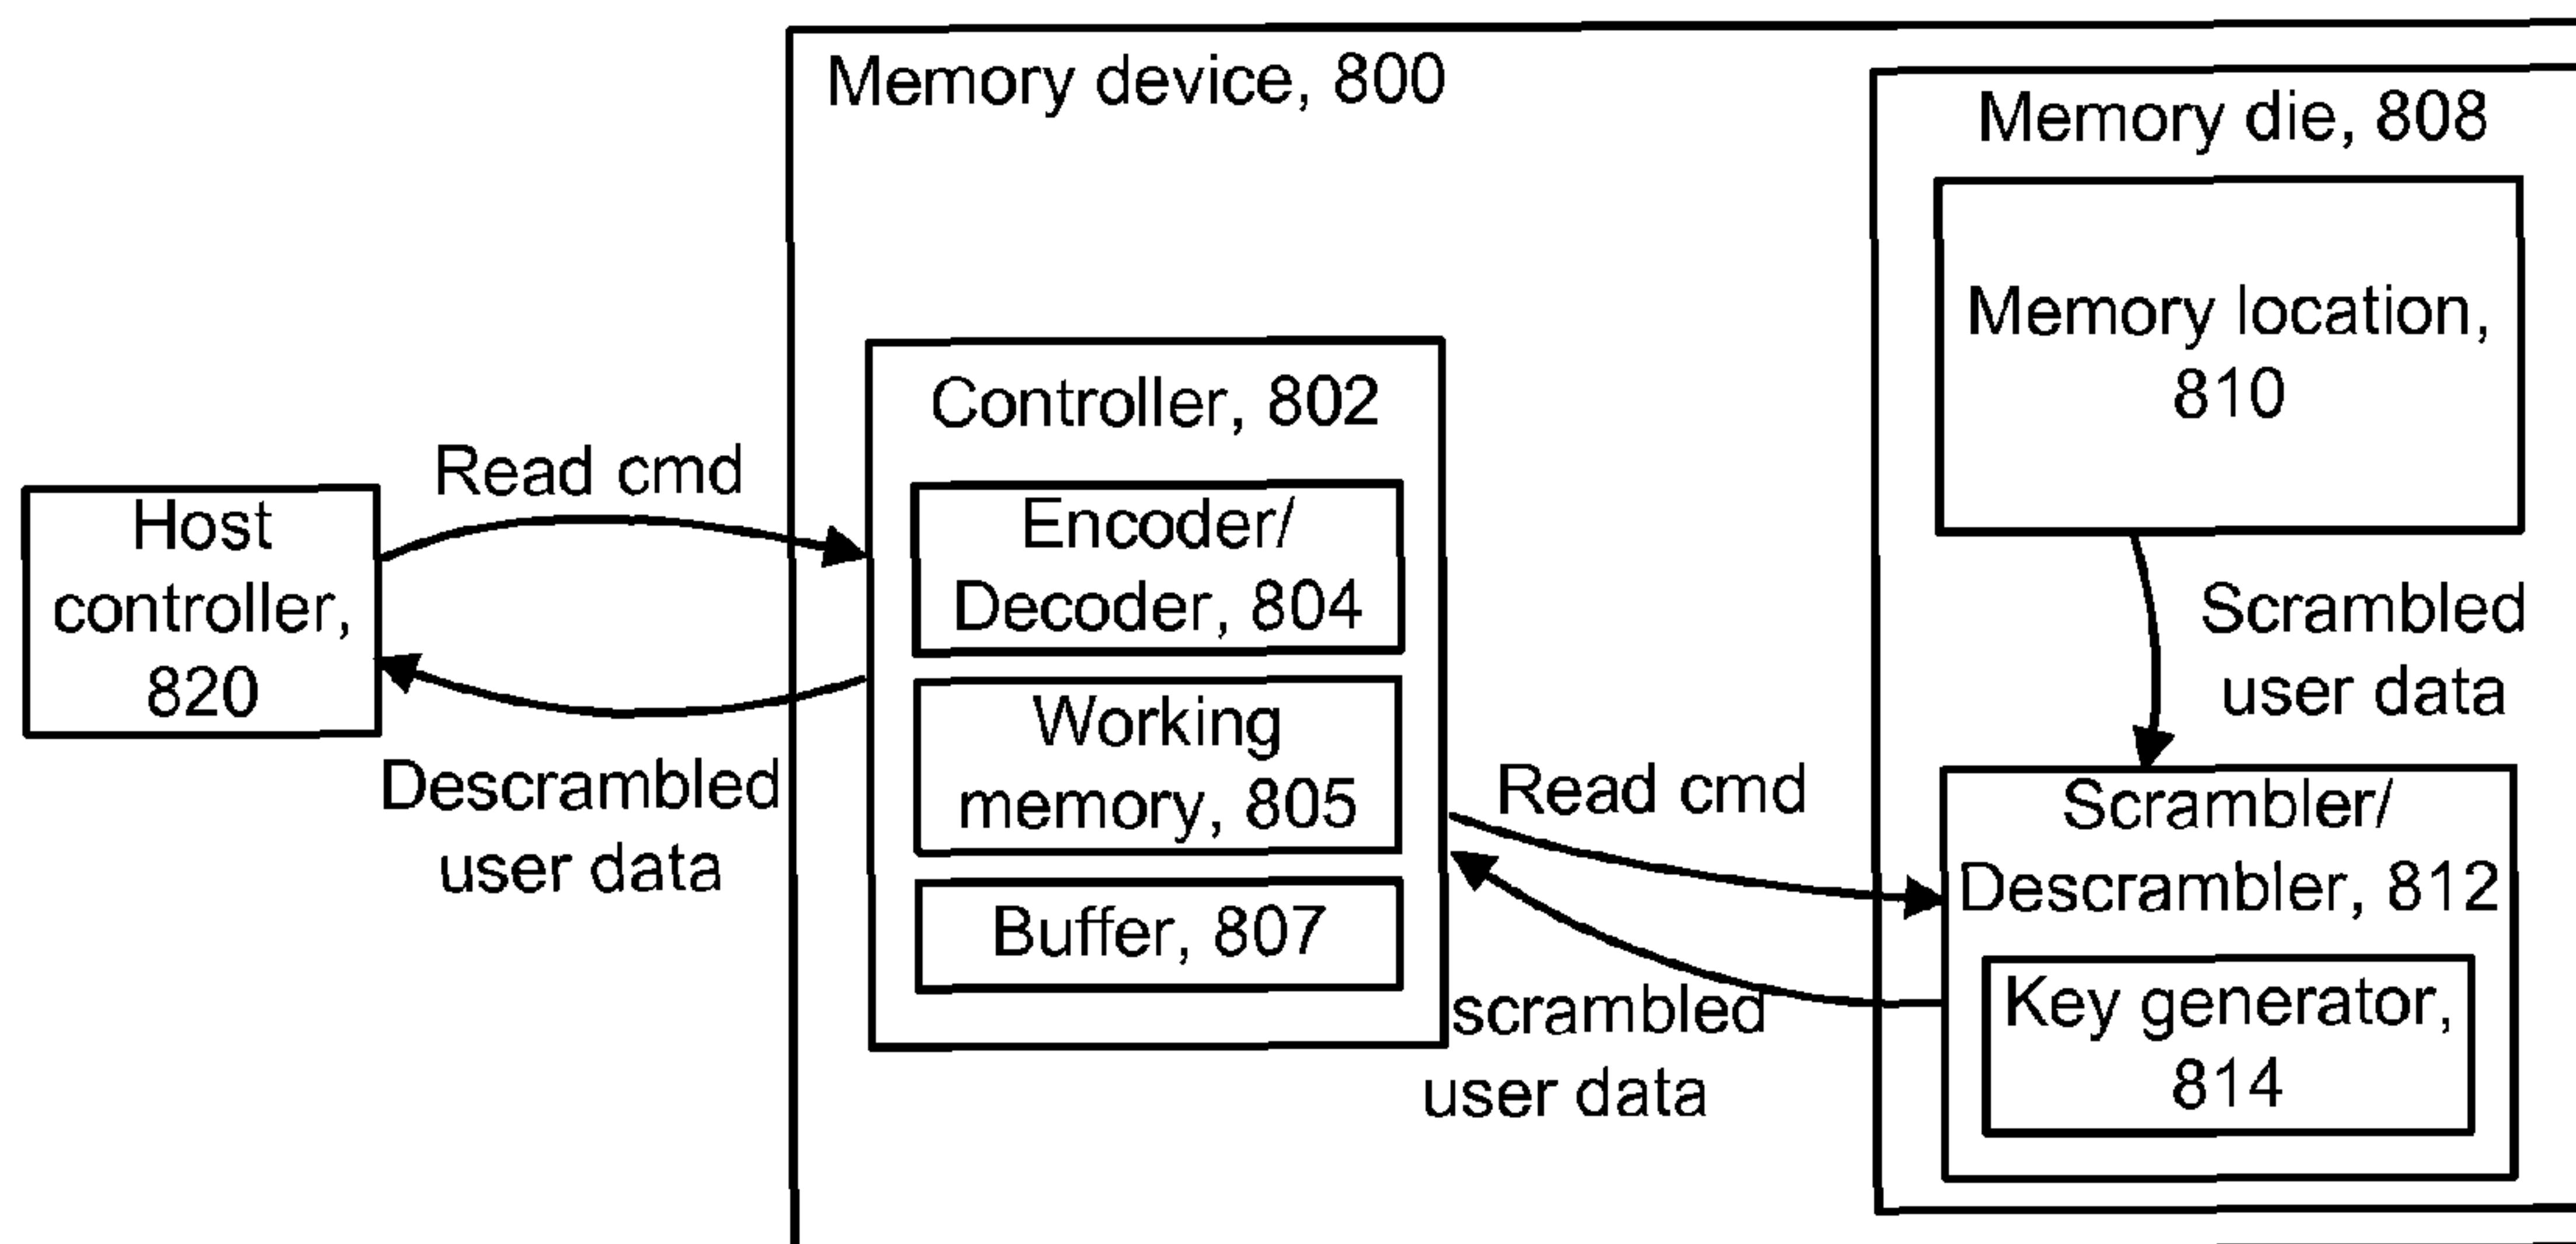 Memory device, 800
Memory die, 808
Memory location,
810
Controller, 802
Read cmd
Encoder/
Decoder, 804
Host
controller,
820
Scrambled
user data
Working
memory, 805
Descrambled
user data
Read cmd
Scrambler/
Descrambler, 812
Buffer, 807
scrambled
user data
Key generator,
814